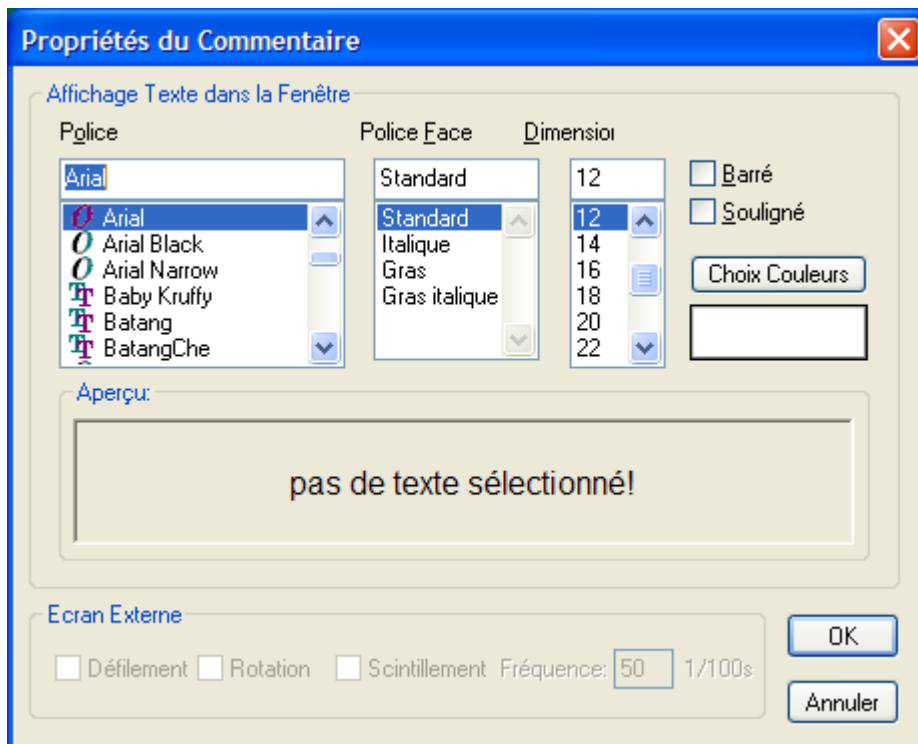 Propriétés du Commentaire
Affichage Texte dans la Fenêtre
Police Police Face Dimension
Arial Standard 12 Barré
Arial Standard 12 Souligné
Arial Black Italique 14
Arial Narrow Gras 16 Choix Couleurs
Baby Kruffy Gras italique 18
Batang 20
BatangChe 22
Aperçu:
pas de texte sélectionné!
Ecran Externe
OK
Défilement Rotation Scintillement Fréquence: 50 1/100s
Annuler